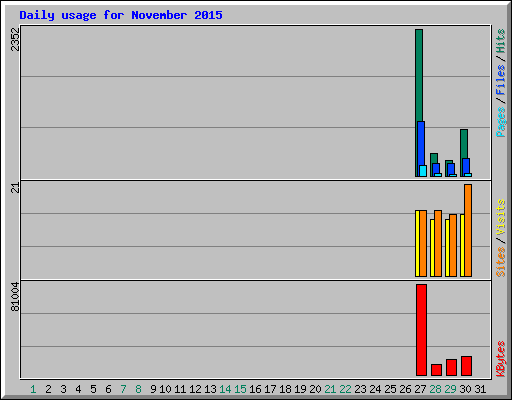 Daily usage for November 2015
2352
Pages / Files / Hits
21
Sites / Visits
81004
KBytes
1 2 3 4 5 6 7 8 9 10 11 12 13 14 15 16 17 18 19 20 21 22 23 24 25 26 27 28 29 30 31